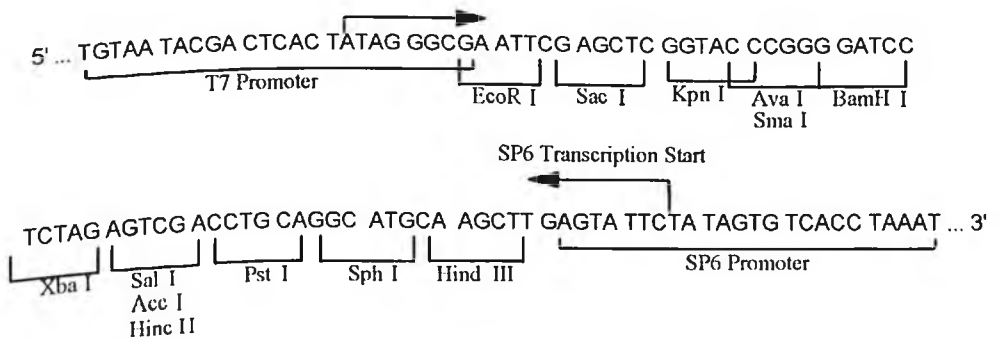 5' ... TGTAA TACGA CTCAC TATAG GGCGA ATTCG AGCTC GGTAC CCGGG GATCC
T7 Promoter
EcoR I Sac I Kpn I Ava I BamH I
Sma I
SP6 Transcription Start
TCTAG AGTCG ACCTG CAGGC ATGCA AGCTT GAGTA TTCTA TAGTG TCACC TAAAT ... 3'
Xba I Sal I Pst I Sph I Hind III SP6 Promoter
Acc I
Hinc II